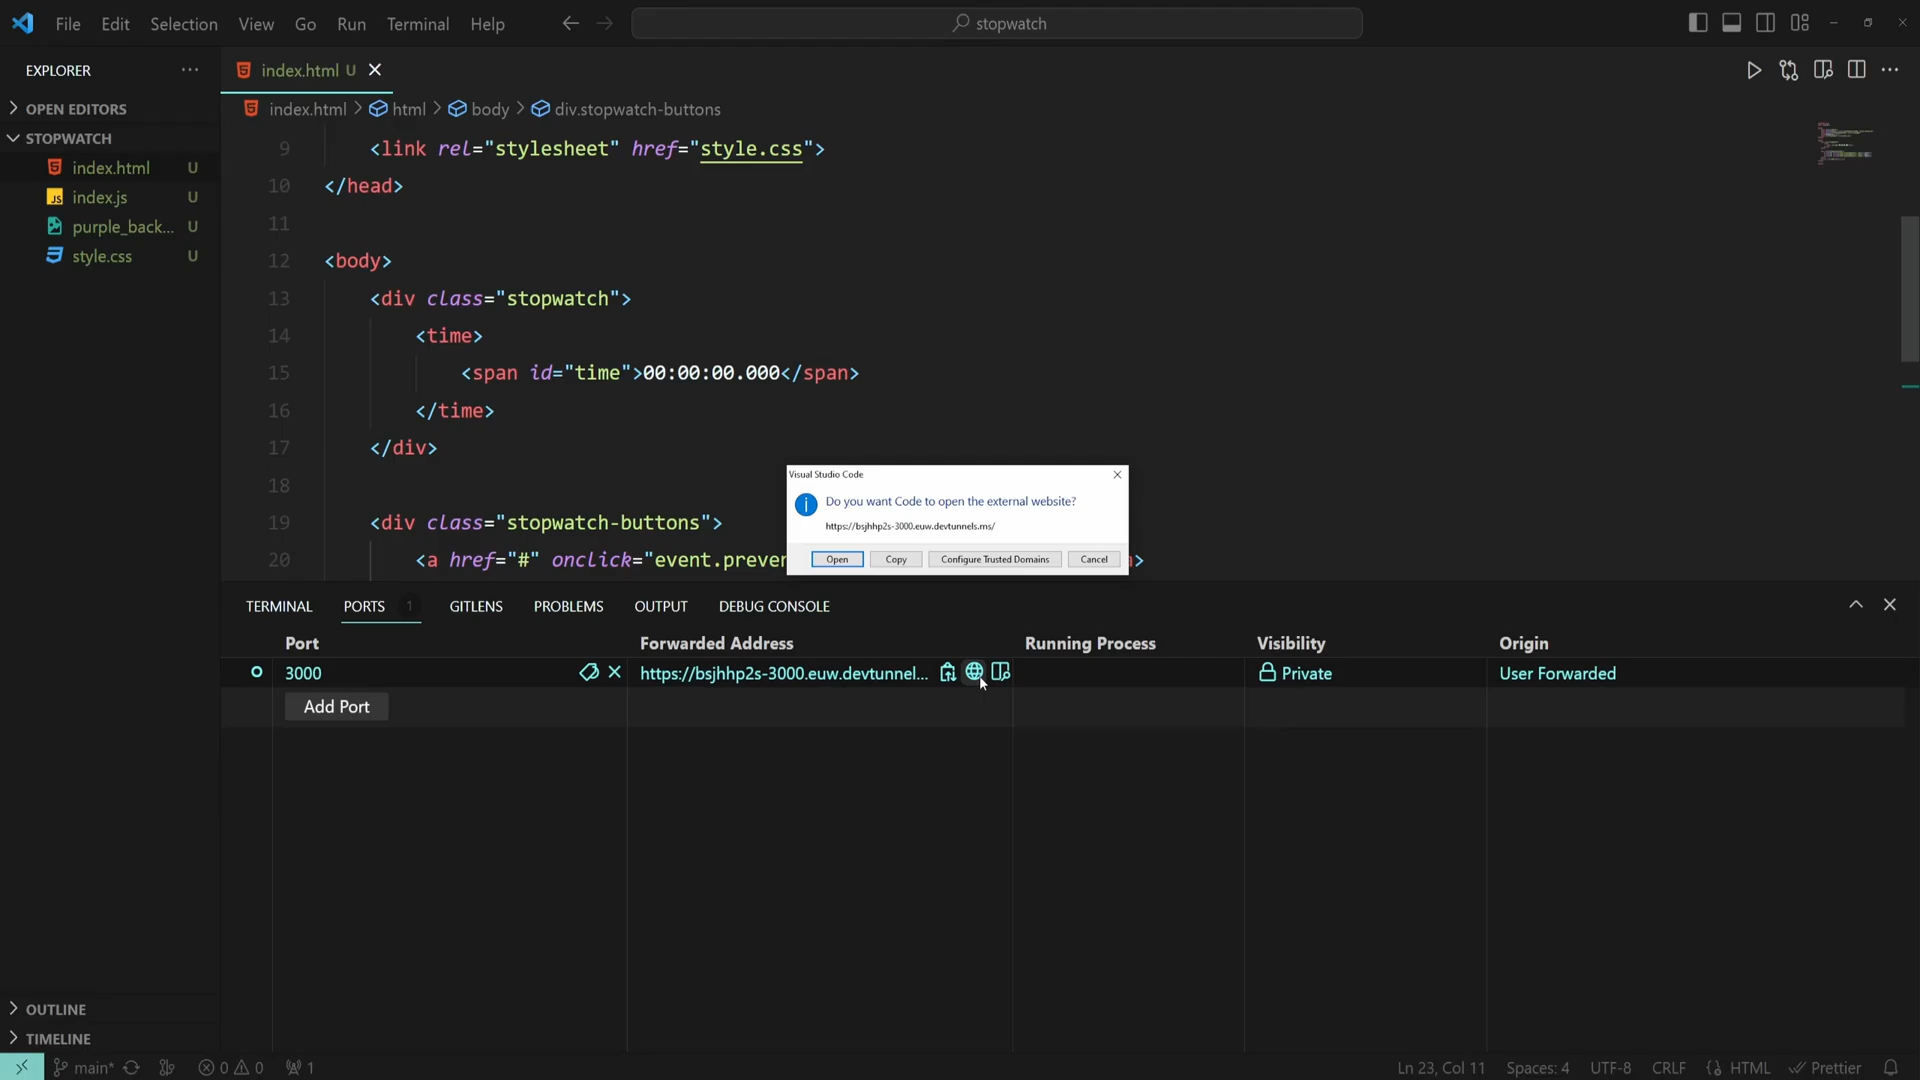 File Edit Selection View Go Run Terminal Help
stopwatch
EXPLORER
OPEN EDITORS
STOPWATCH
index.html U
index.js U
purple_back... U
style.css U
OUTLINE
TIMELINE
index.html U
index.html > html > body > div.stopwatch-buttons
9 <link rel="stylesheet" href="style.css">
10 </head>
11
12 <body>
13 <div class="stopwatch">
14 <time>
15 <span id="time">00:00:00.000</span>
16 </time>
17 </div>
18
19 <div class="stopwatch-buttons">
20 <a href="#" onclick="event.preven
Visual Studio Code
Do you want Code to open the external website?
https://bsjhhp2s-3000.euw.devtunnels.ms/
Open Copy Configure Trusted Domains Cancel
TERMINAL PORTS 1 GITLENS PROBLEMS OUTPUT DEBUG CONSOLE
Port Forwarded Address Running Process Visibility Origin
3000 https://bsjhhp2s-3000.euw.devtunnel... Private User Forwarded
Add Port
main* 0 0 1 Ln 23, Col 11 Spaces: 4 UTF-8 CRLF HTML Prettier